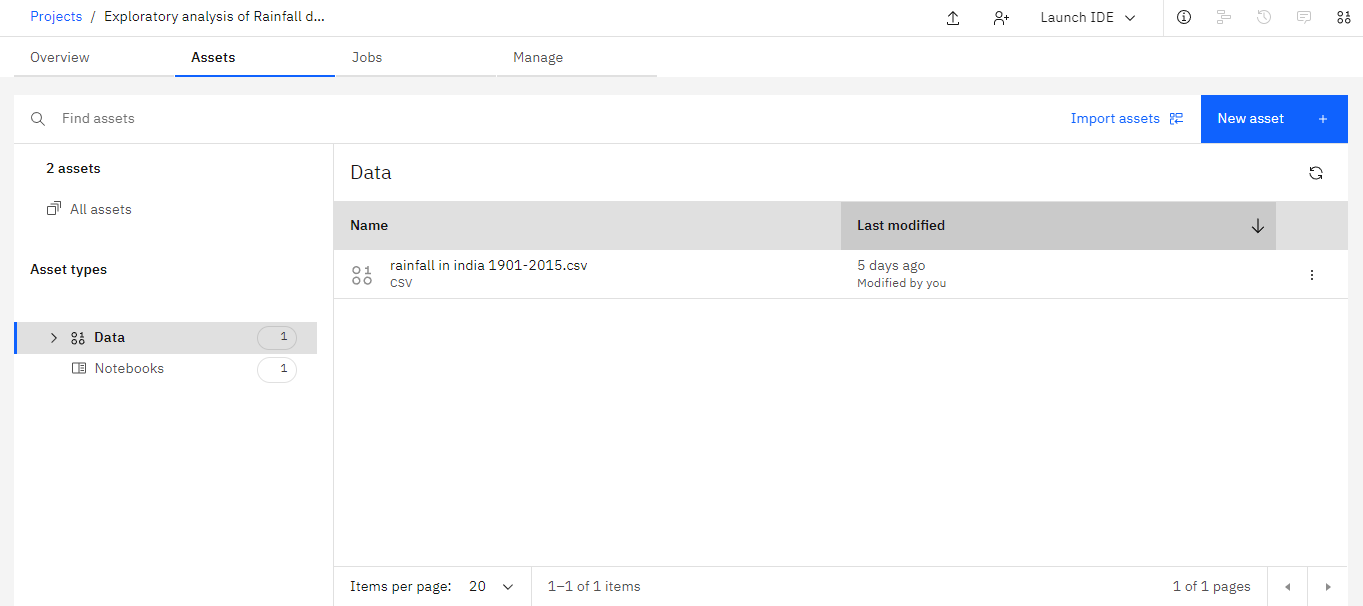 Projects / Exploratory analysis of Rainfall d...
Launch IDE
Overview Assets Jobs Manage
Find assets
Import assets
New asset +
2 assets
All assets
Asset types
Data 1
Notebooks 1
Data
Name Last modified
rainfall in india 1901-2015.csv
CSV
5 days ago
Modified by you
Items per page: 20
1–1 of 1 items
1 of 1 pages